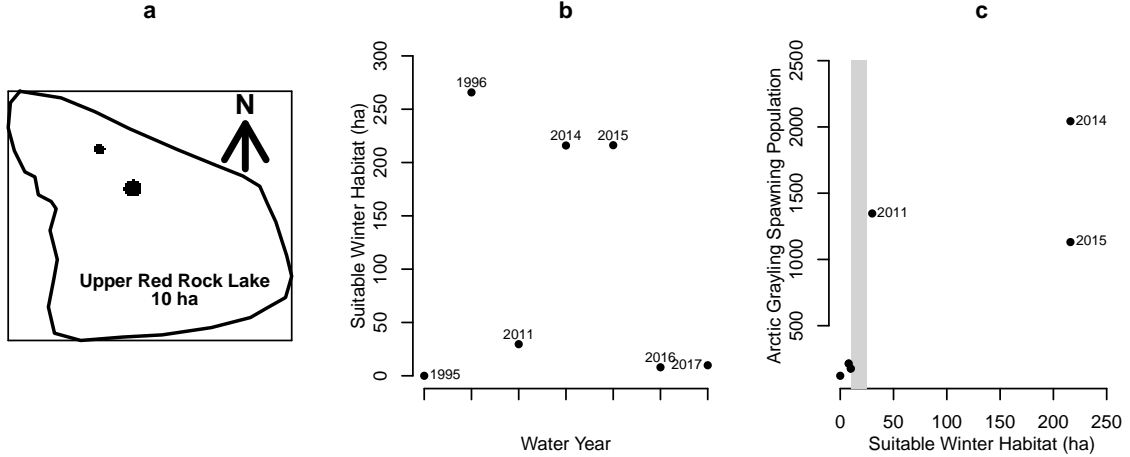 a
N
Upper Red Rock Lake
10 ha
b
Suitable Winter Habitat (ha)
300
250
200
150
100
50
0
1996
2014
2015
2011
2016
2017
1995
Water Year
c
Arctic Grayling Spawning Population
2500
2000
1500
1000
500
2014
2011
2015
0
50
100
150
200
250
Suitable Winter Habitat (ha)